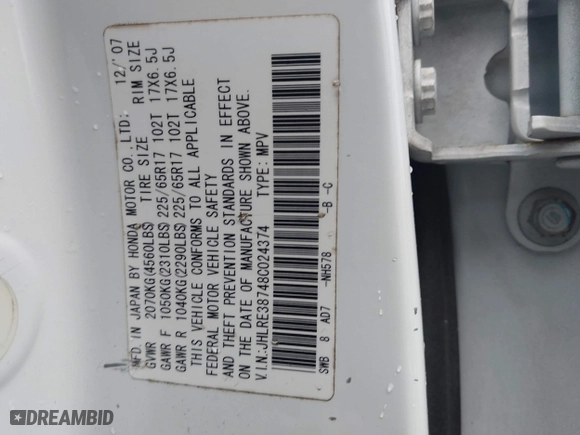 MFD. IN JAPAN BY HONDA MOTOR CO., LTD: 12/'07
GVWR 2070KG(4560LBS) TIRE SIZE RIM SIZE
GAWR F 1050KG(2310LBS) 225/65R17 102T 17X6.5J
GAWR R 1040KG(2290LBS) 225/65R17 102T 17X6.5J
THIS VEHICLE CONFORMS TO ALL APPLICABLE
FEDERAL MOTOR VEHICLE SAFETY
AND THEFT PREVENTION STANDARDS IN EFFECT
ON THE DATE OF MANUFACTURE SHOWN ABOVE.
V.I.N:JHLRE38748C024374 TYPE: MPV
SWB 8 AD7 -NH578 -B -C
DREAMBID